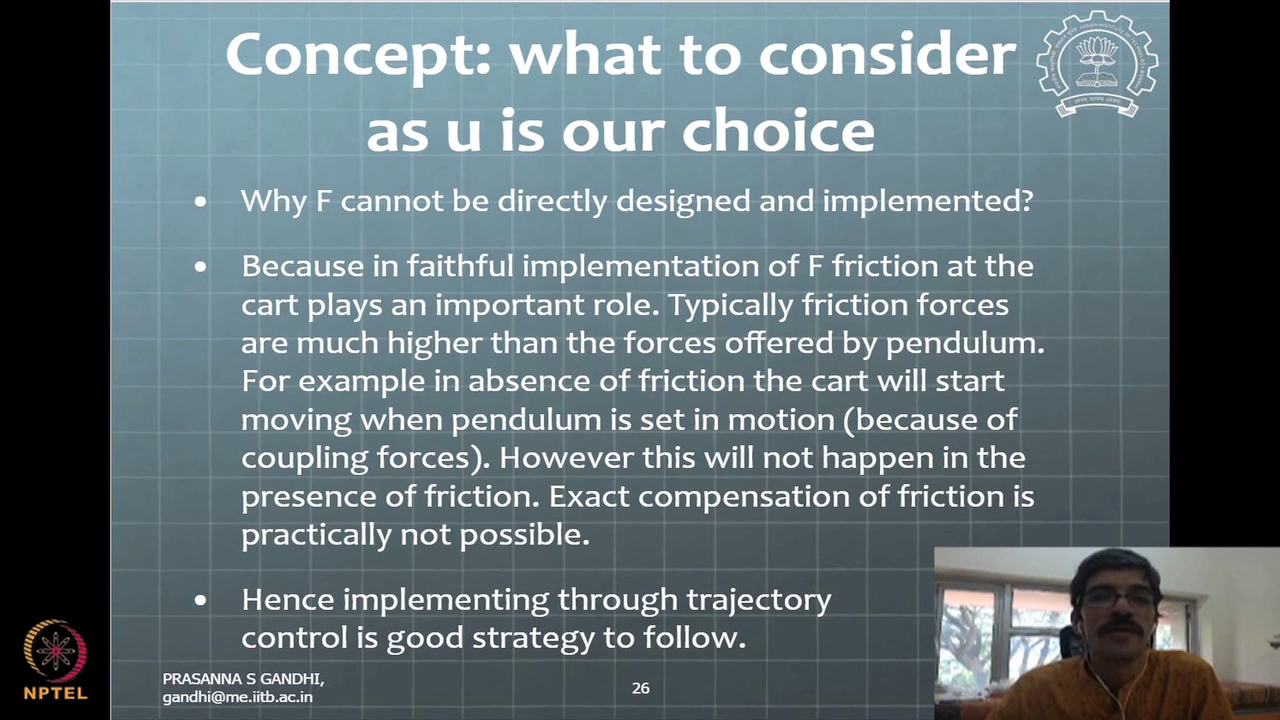 Concept: what to consider
as u is our choice
• Why F cannot be directly designed and implemented?
• Because in faithful implementation of F friction at the
cart plays an important role. Typically friction forces
are much higher than the forces offered by pendulum.
For example in absence of friction the cart will start
moving when pendulum is set in motion (because of
coupling forces). However this will not happen in the
presence of friction. Exact compensation of friction is
practically not possible.
• Hence implementing through trajectory
control is good strategy to follow.
PRASANNA S GANDHI,
gandhi@me.iitb.ac.in
26
NPTEL